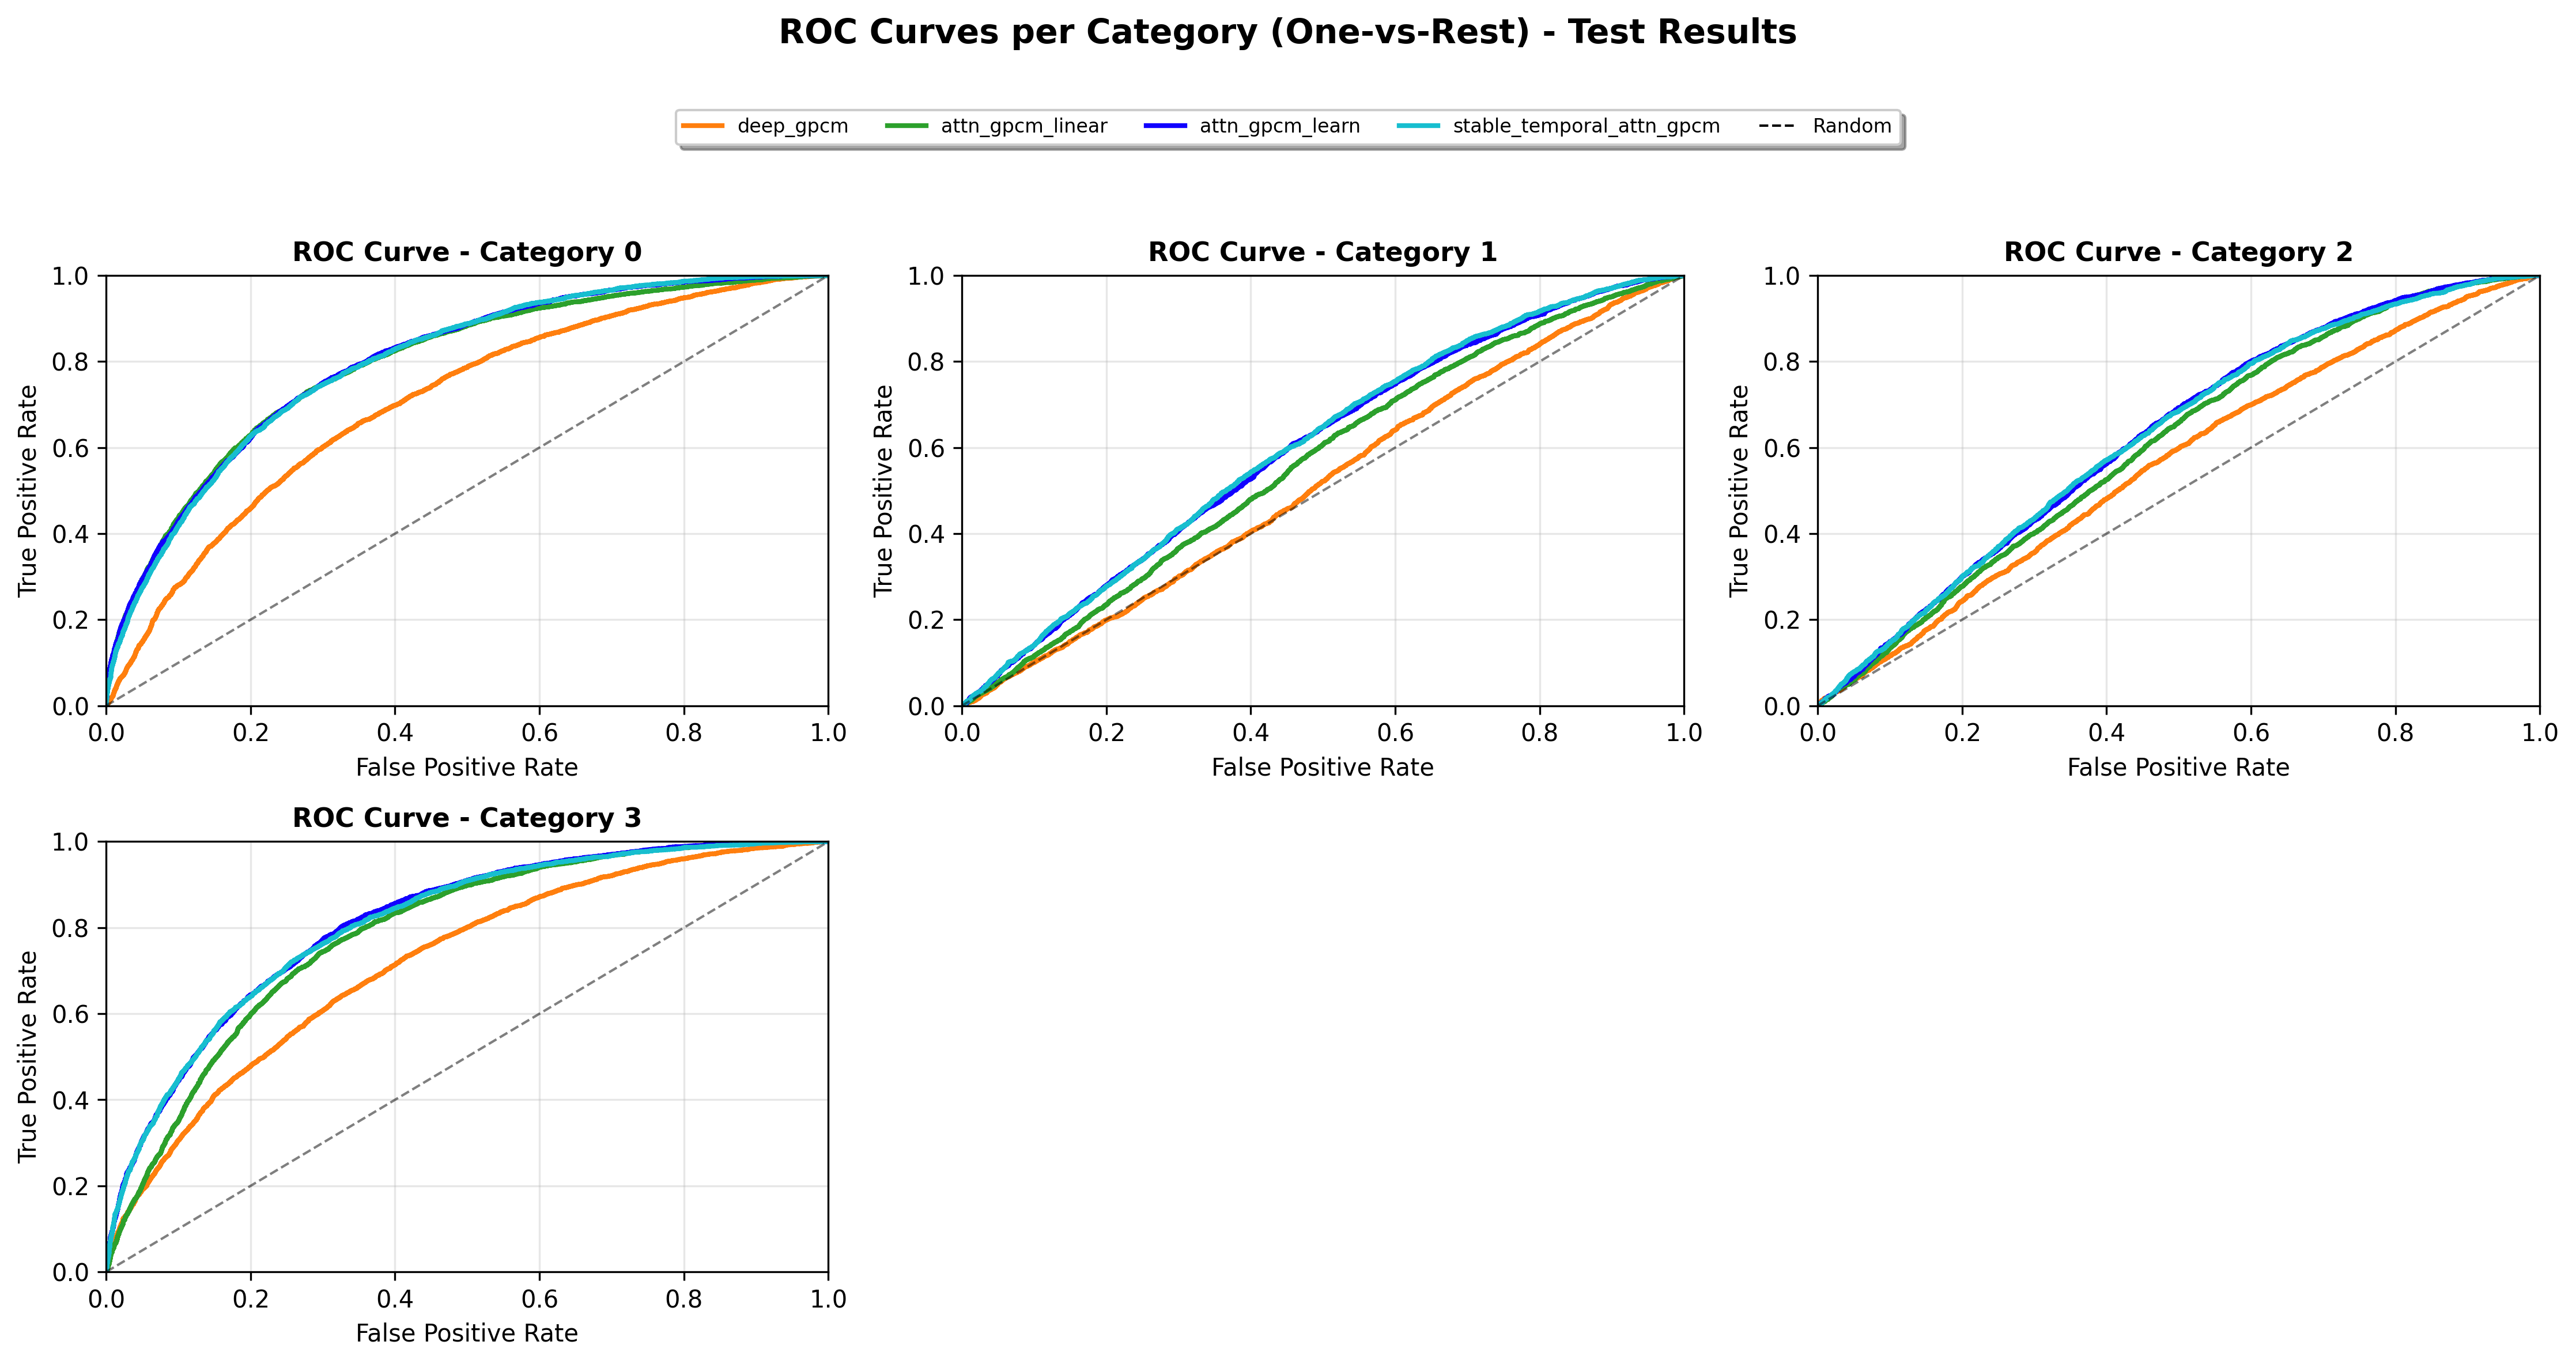 ROC Curves per Category (One-vs-Rest) - Test Results
deep_gpcm attn_gpcm_linear attn_gpcm_learn stable_temporal_attn_gpcm Random
ROC Curve - Category 0
1.0
0.8
0.6
0.4
0.2
0.0
True Positive Rate
0.0 0.2 0.4 0.6 0.8 1.0
False Positive Rate
ROC Curve - Category 1
1.0
0.8
0.6
0.4
0.2
0.0
True Positive Rate
0.0 0.2 0.4 0.6 0.8 1.0
False Positive Rate
ROC Curve - Category 2
1.0
0.8
0.6
0.4
0.2
0.0
True Positive Rate
0.0 0.2 0.4 0.6 0.8 1.0
False Positive Rate
ROC Curve - Category 3
1.0
0.8
0.6
0.4
0.2
0.0
True Positive Rate
0.0 0.2 0.4 0.6 0.8 1.0
False Positive Rate